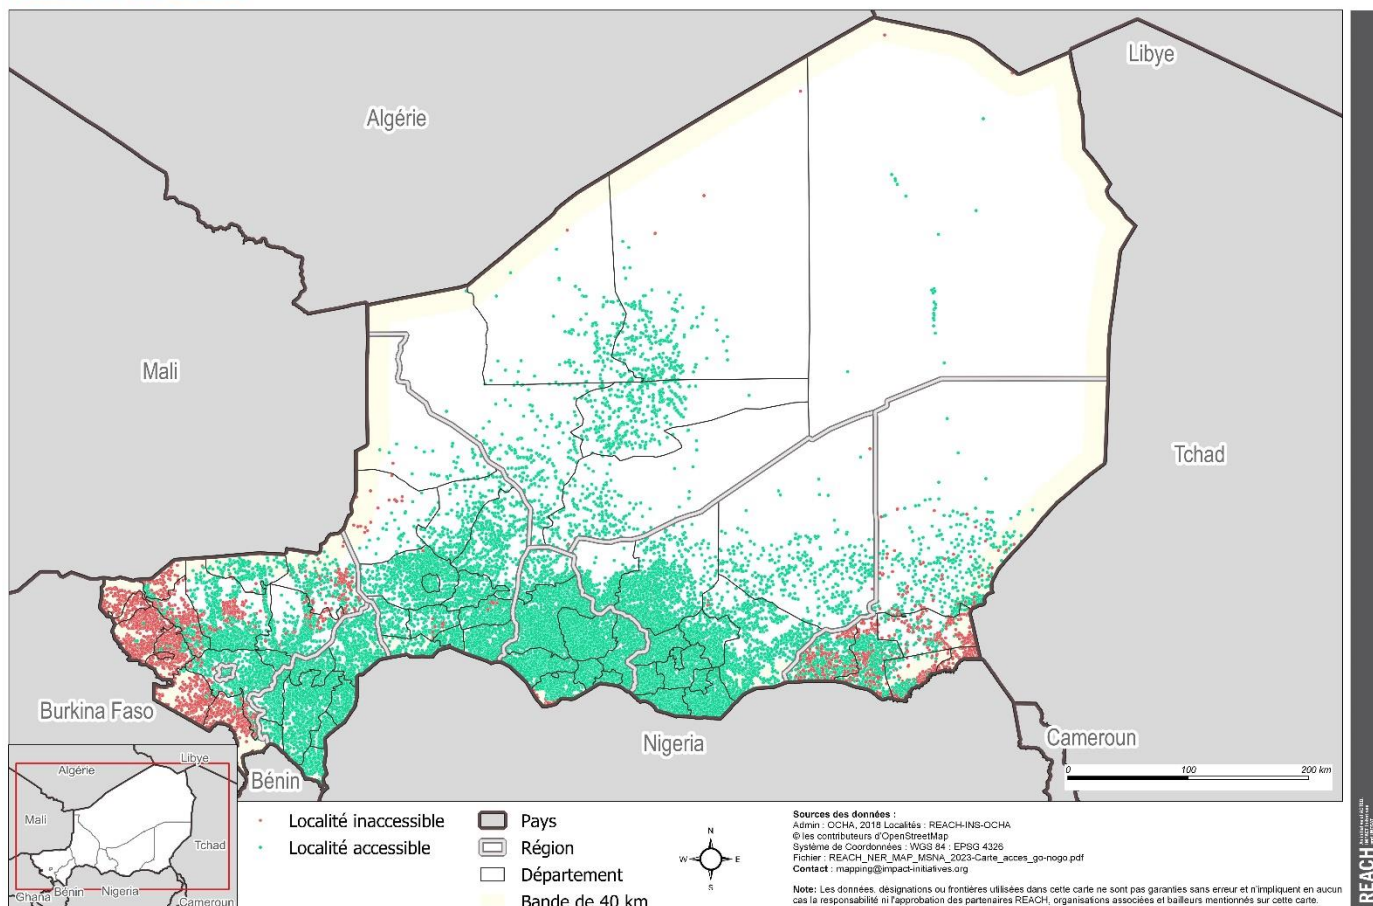 Libye
Algérie
Mali
Tchad
Burkina Faso
Nigeria
Cameroun
Bénin
0 100 200 km
Algérie
Libye
Mali
Tchad
Ghana
Bénin
Nigeria
Cameroun
Localité inaccessible
Localité accessible
Pays
Région
Département
Bande de 40 km
N
W E
S
Sources des données :
Admin : OCHA, 2018 Localités : REACH-INS-OCHA
© les contributeurs d'OpenStreetMap
Système de Coordonnées : WGS 84 : EPSG 4326
Fichier : REACH_NER_MAP_MSNA_2023-Carte_acces_go-nogo.pdf
Contact : mapping@impact-initiatives.org
Note: Les données, désignations ou frontières utilisées dans cette carte ne sont pas garanties sans erreur et n'impliquent en aucun
cas la responsabilité ni l'approbation des partenaires REACH, organisations associées et bailleurs mentionnés sur cette carte.
REACH